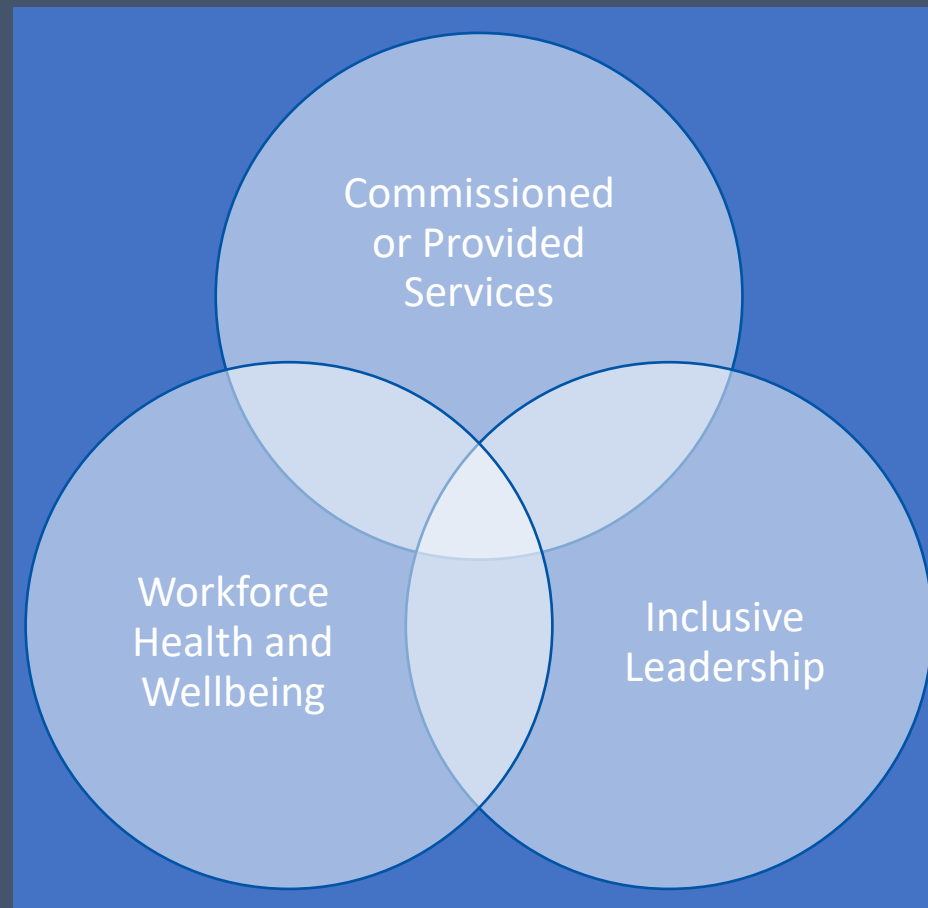 Commissioned
or Provided
Services
Workforce
Health and
Wellbeing
Inclusive
Leadership